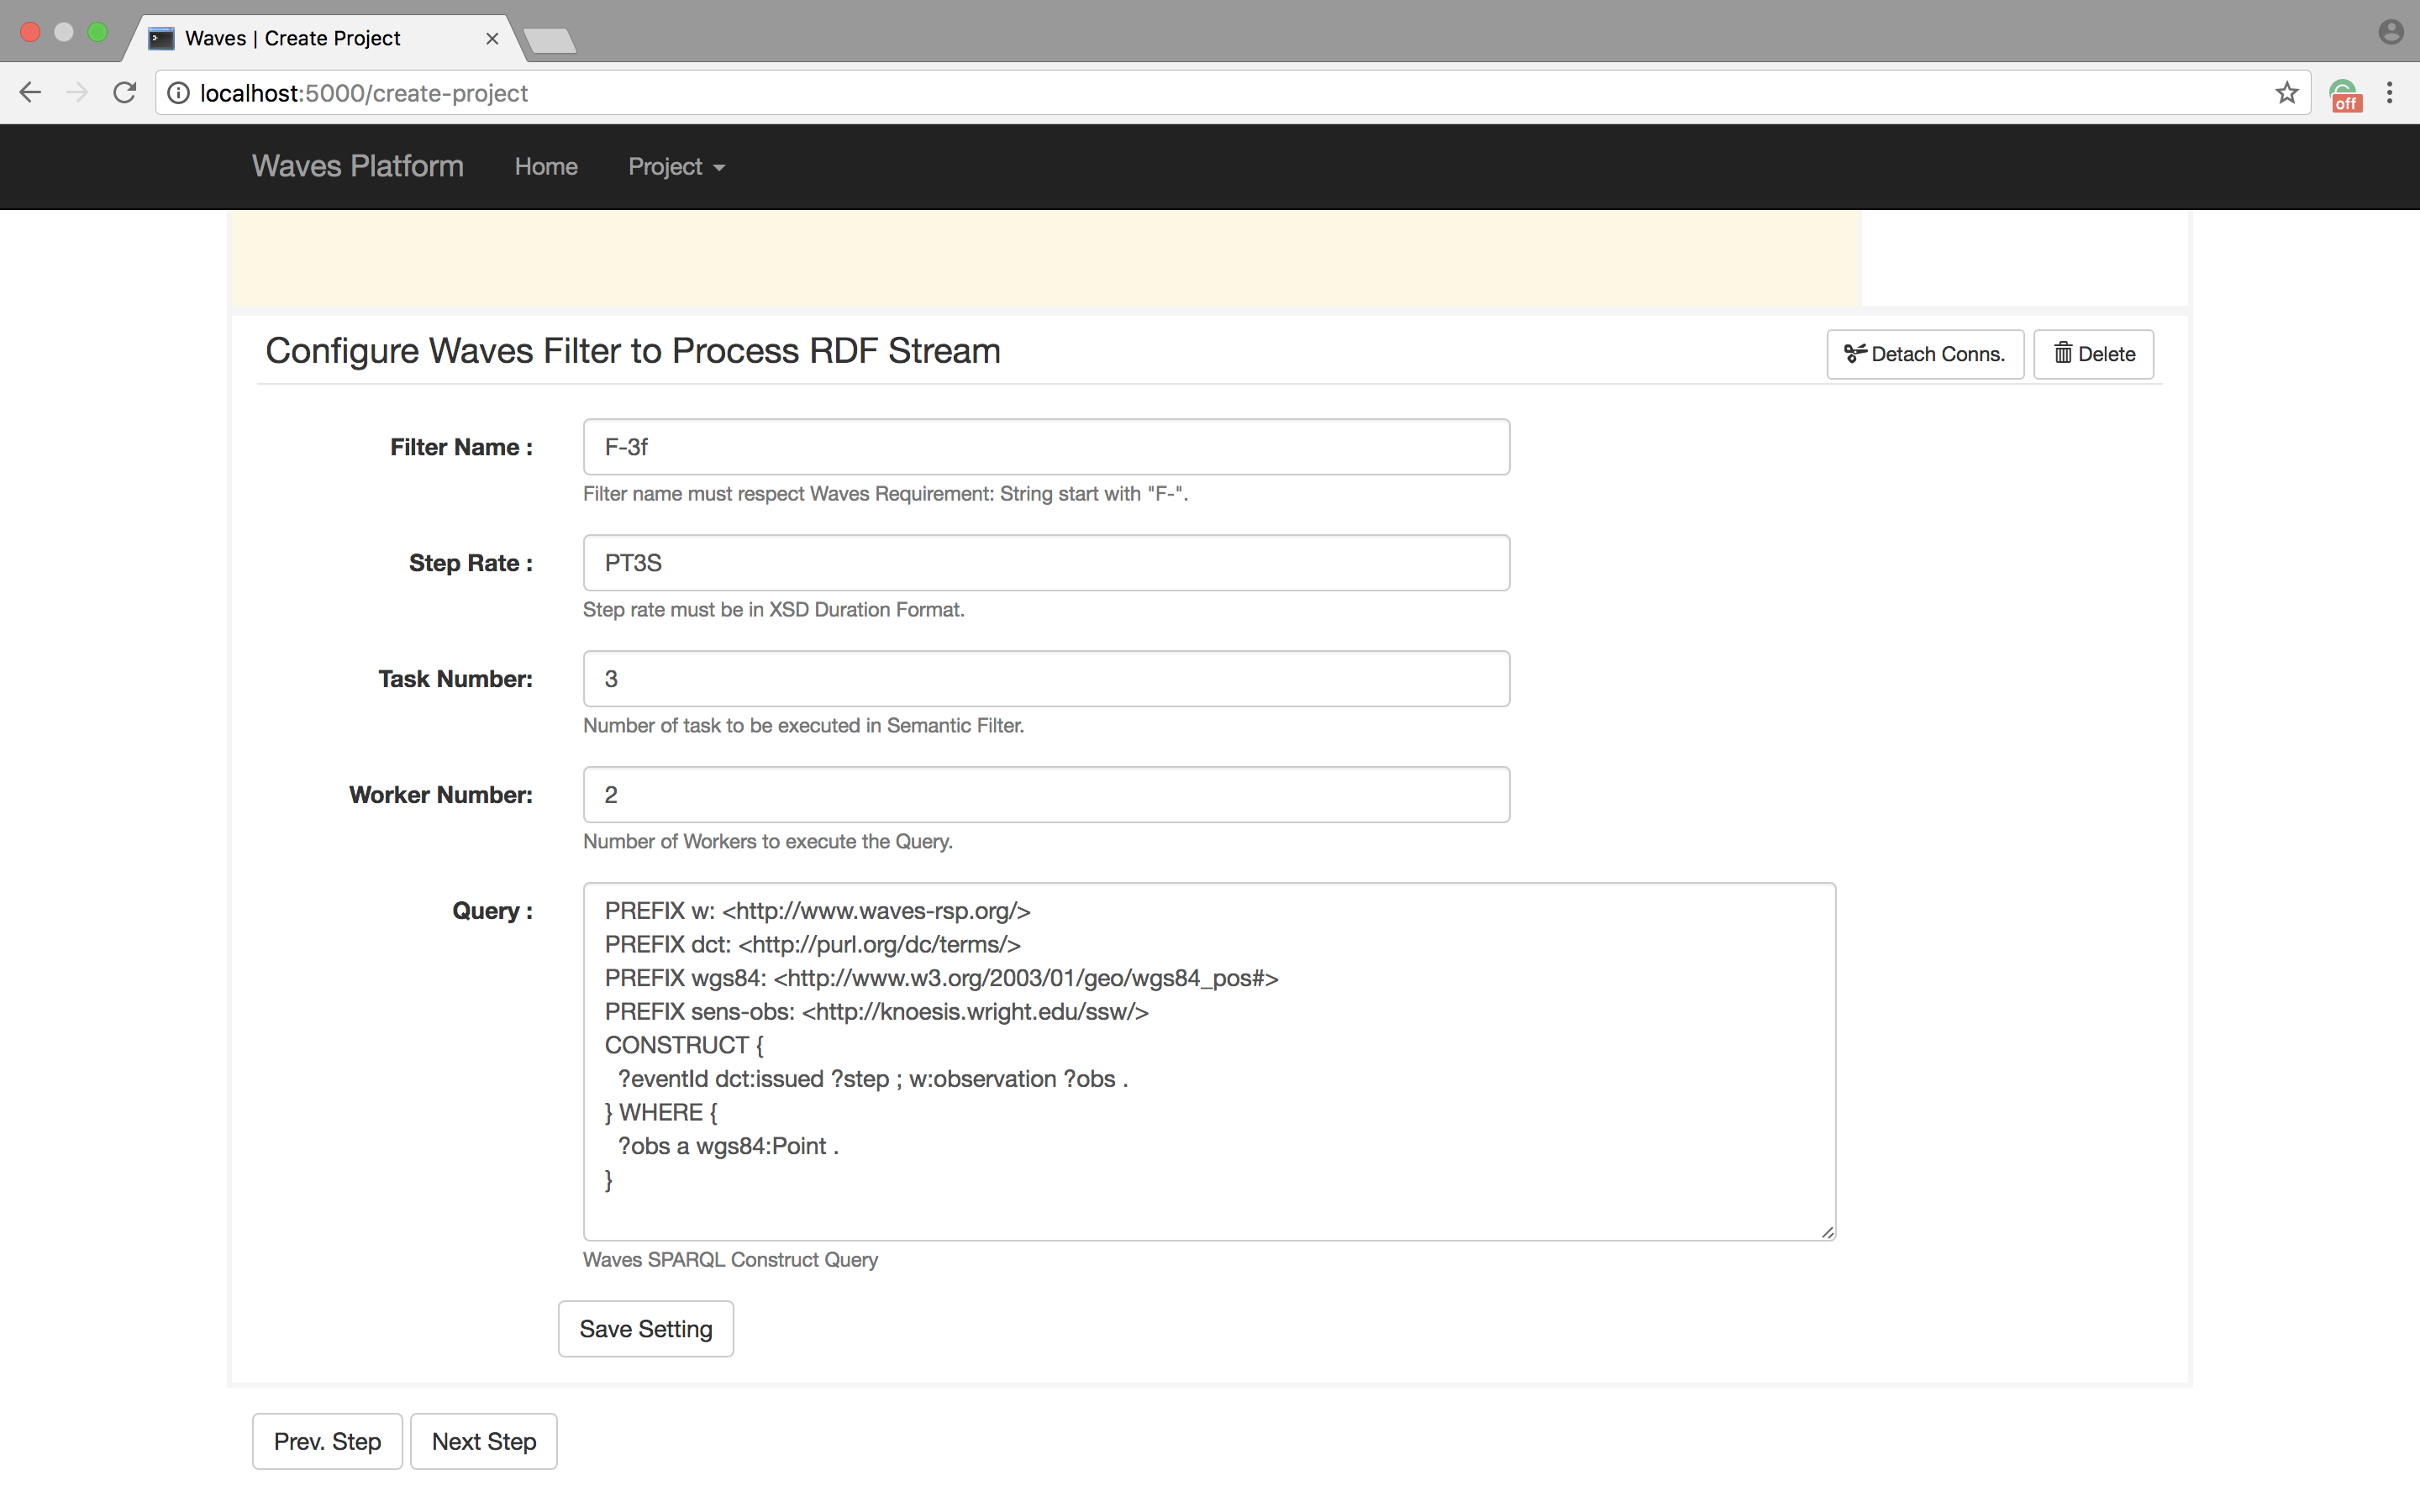 Waves | Create Project
localhost:5000/create-project
off
Waves Platform Home Project
Configure Waves Filter to Process RDF Stream
Detach Conns. Delete
Filter Name : F-3f
Filter name must respect Waves Requirement: String start with "F-".
Step Rate : PT3S
Step rate must be in XSD Duration Format.
Task Number: 3
Number of task to be executed in Semantic Filter.
Worker Number: 2
Number of Workers to execute the Query.
Query : PREFIX w: <http://www.waves-rsp.org/>
PREFIX dct: <http://purl.org/dc/terms/>
PREFIX wgs84: <http://www.w3.org/2003/01/geo/wgs84_pos#>
PREFIX sens-obs: <http://knoesis.wright.edu/ssw/>
CONSTRUCT {
?eventId dct:issued ?step ; w:observation ?obs .
} WHERE {
?obs a wgs84:Point .
}
Waves SPARQL Construct Query
Save Setting
Prev. Step Next Step